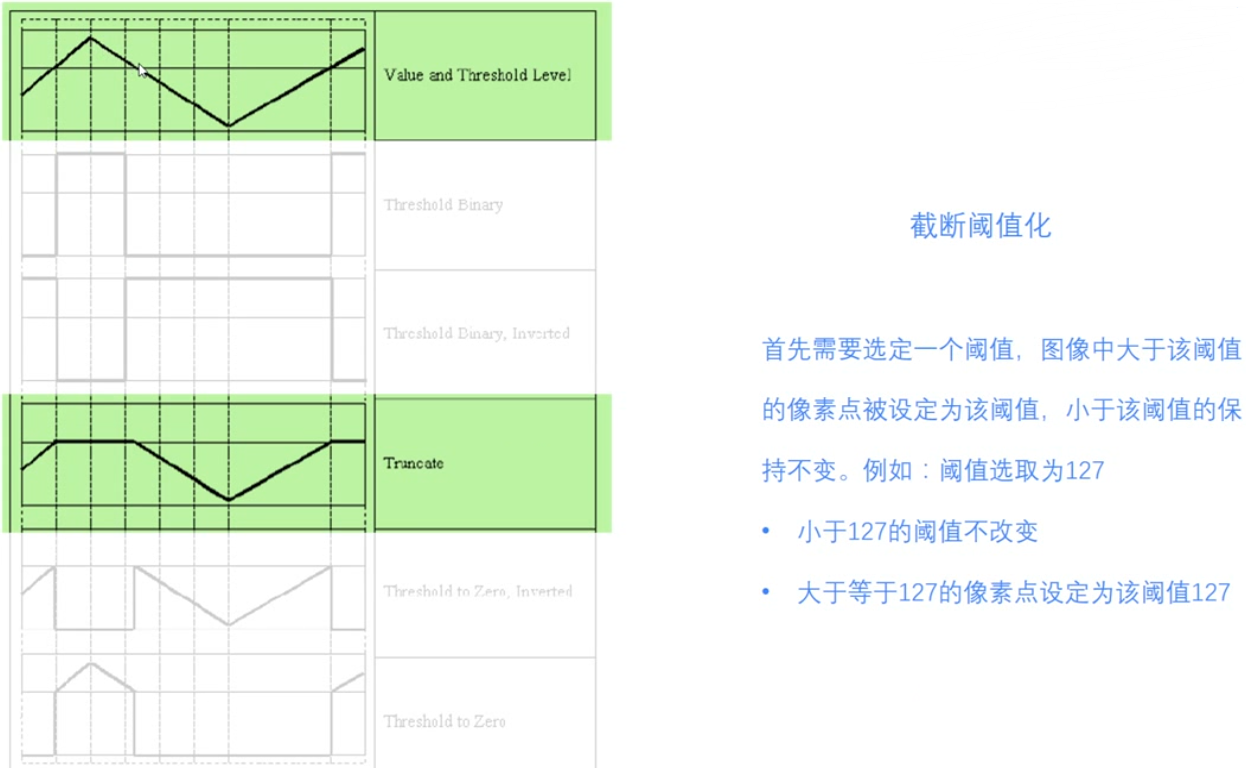 Value and Threshold Level
Threshold Binary
Threshold Binary, Inverted
Truncate
Threshold to Zero, Inverted
Threshold to Zero
截断阈值化
首先需要选定一个阈值，图像中大于该阈值
的像素点被设定为该阈值，小于该阈值的保
持不变。例如：阈值选取为127
• 小于127的阈值不改变
• 大于等于127的像素点设定为该阈值127